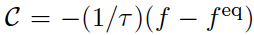 𝒞 = −(1/τ)(f − f^eq)